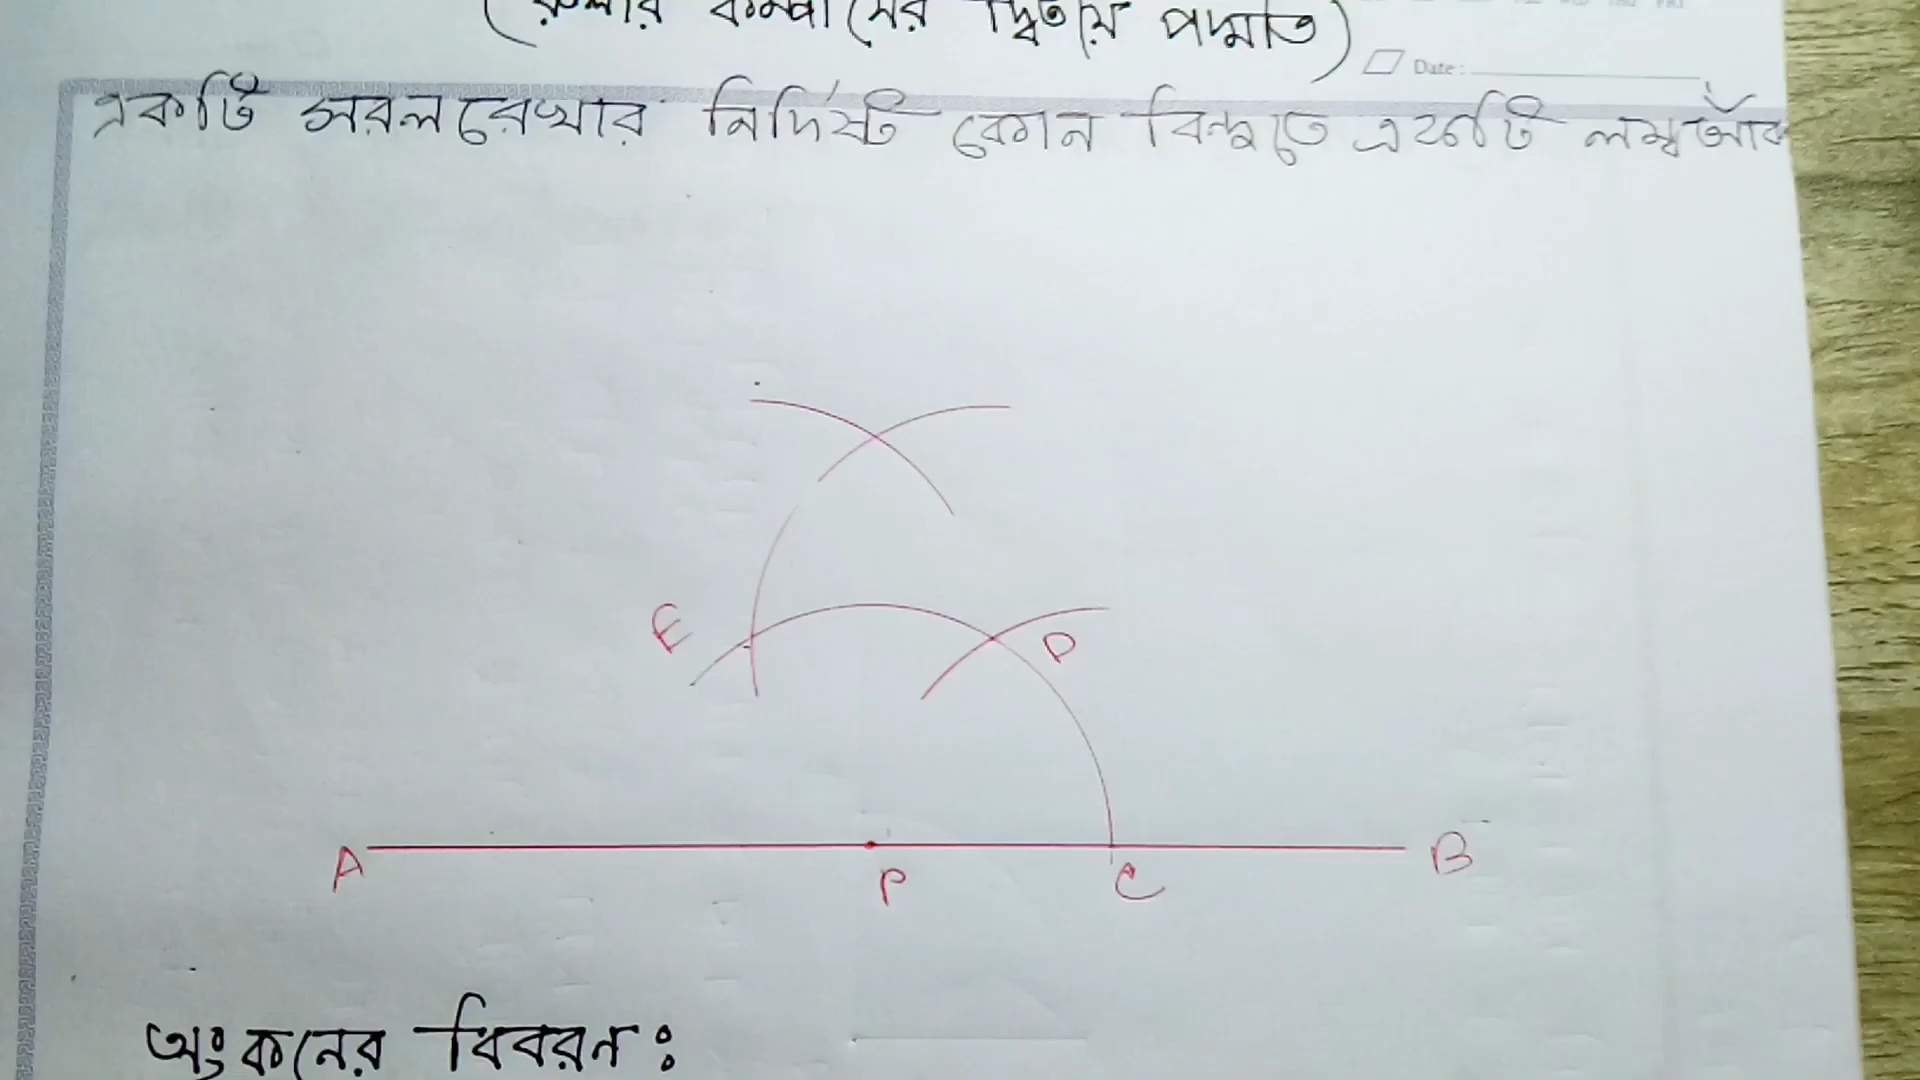 (রুলার কম্পাসের দ্বিতীয় পদ্ধতি)
Date :
একটি সরলরেখার নির্দিষ্ট কোন বিন্দুতে একটি লম্ব আঁক
E
D
A
P
C
B
অংকনের বিবরণ :